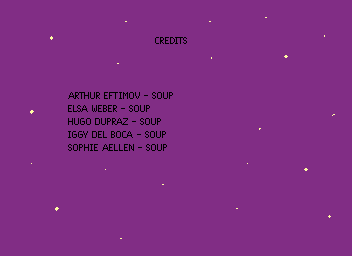 CREDITS
ARTHUR EFTIMOV - SOUP
ELSA WEBER - SOUP
HUGO DUPRAZ - SOUP
IGGY DEL BOCA - SOUP
SOPHIE AELLEN - SOUP